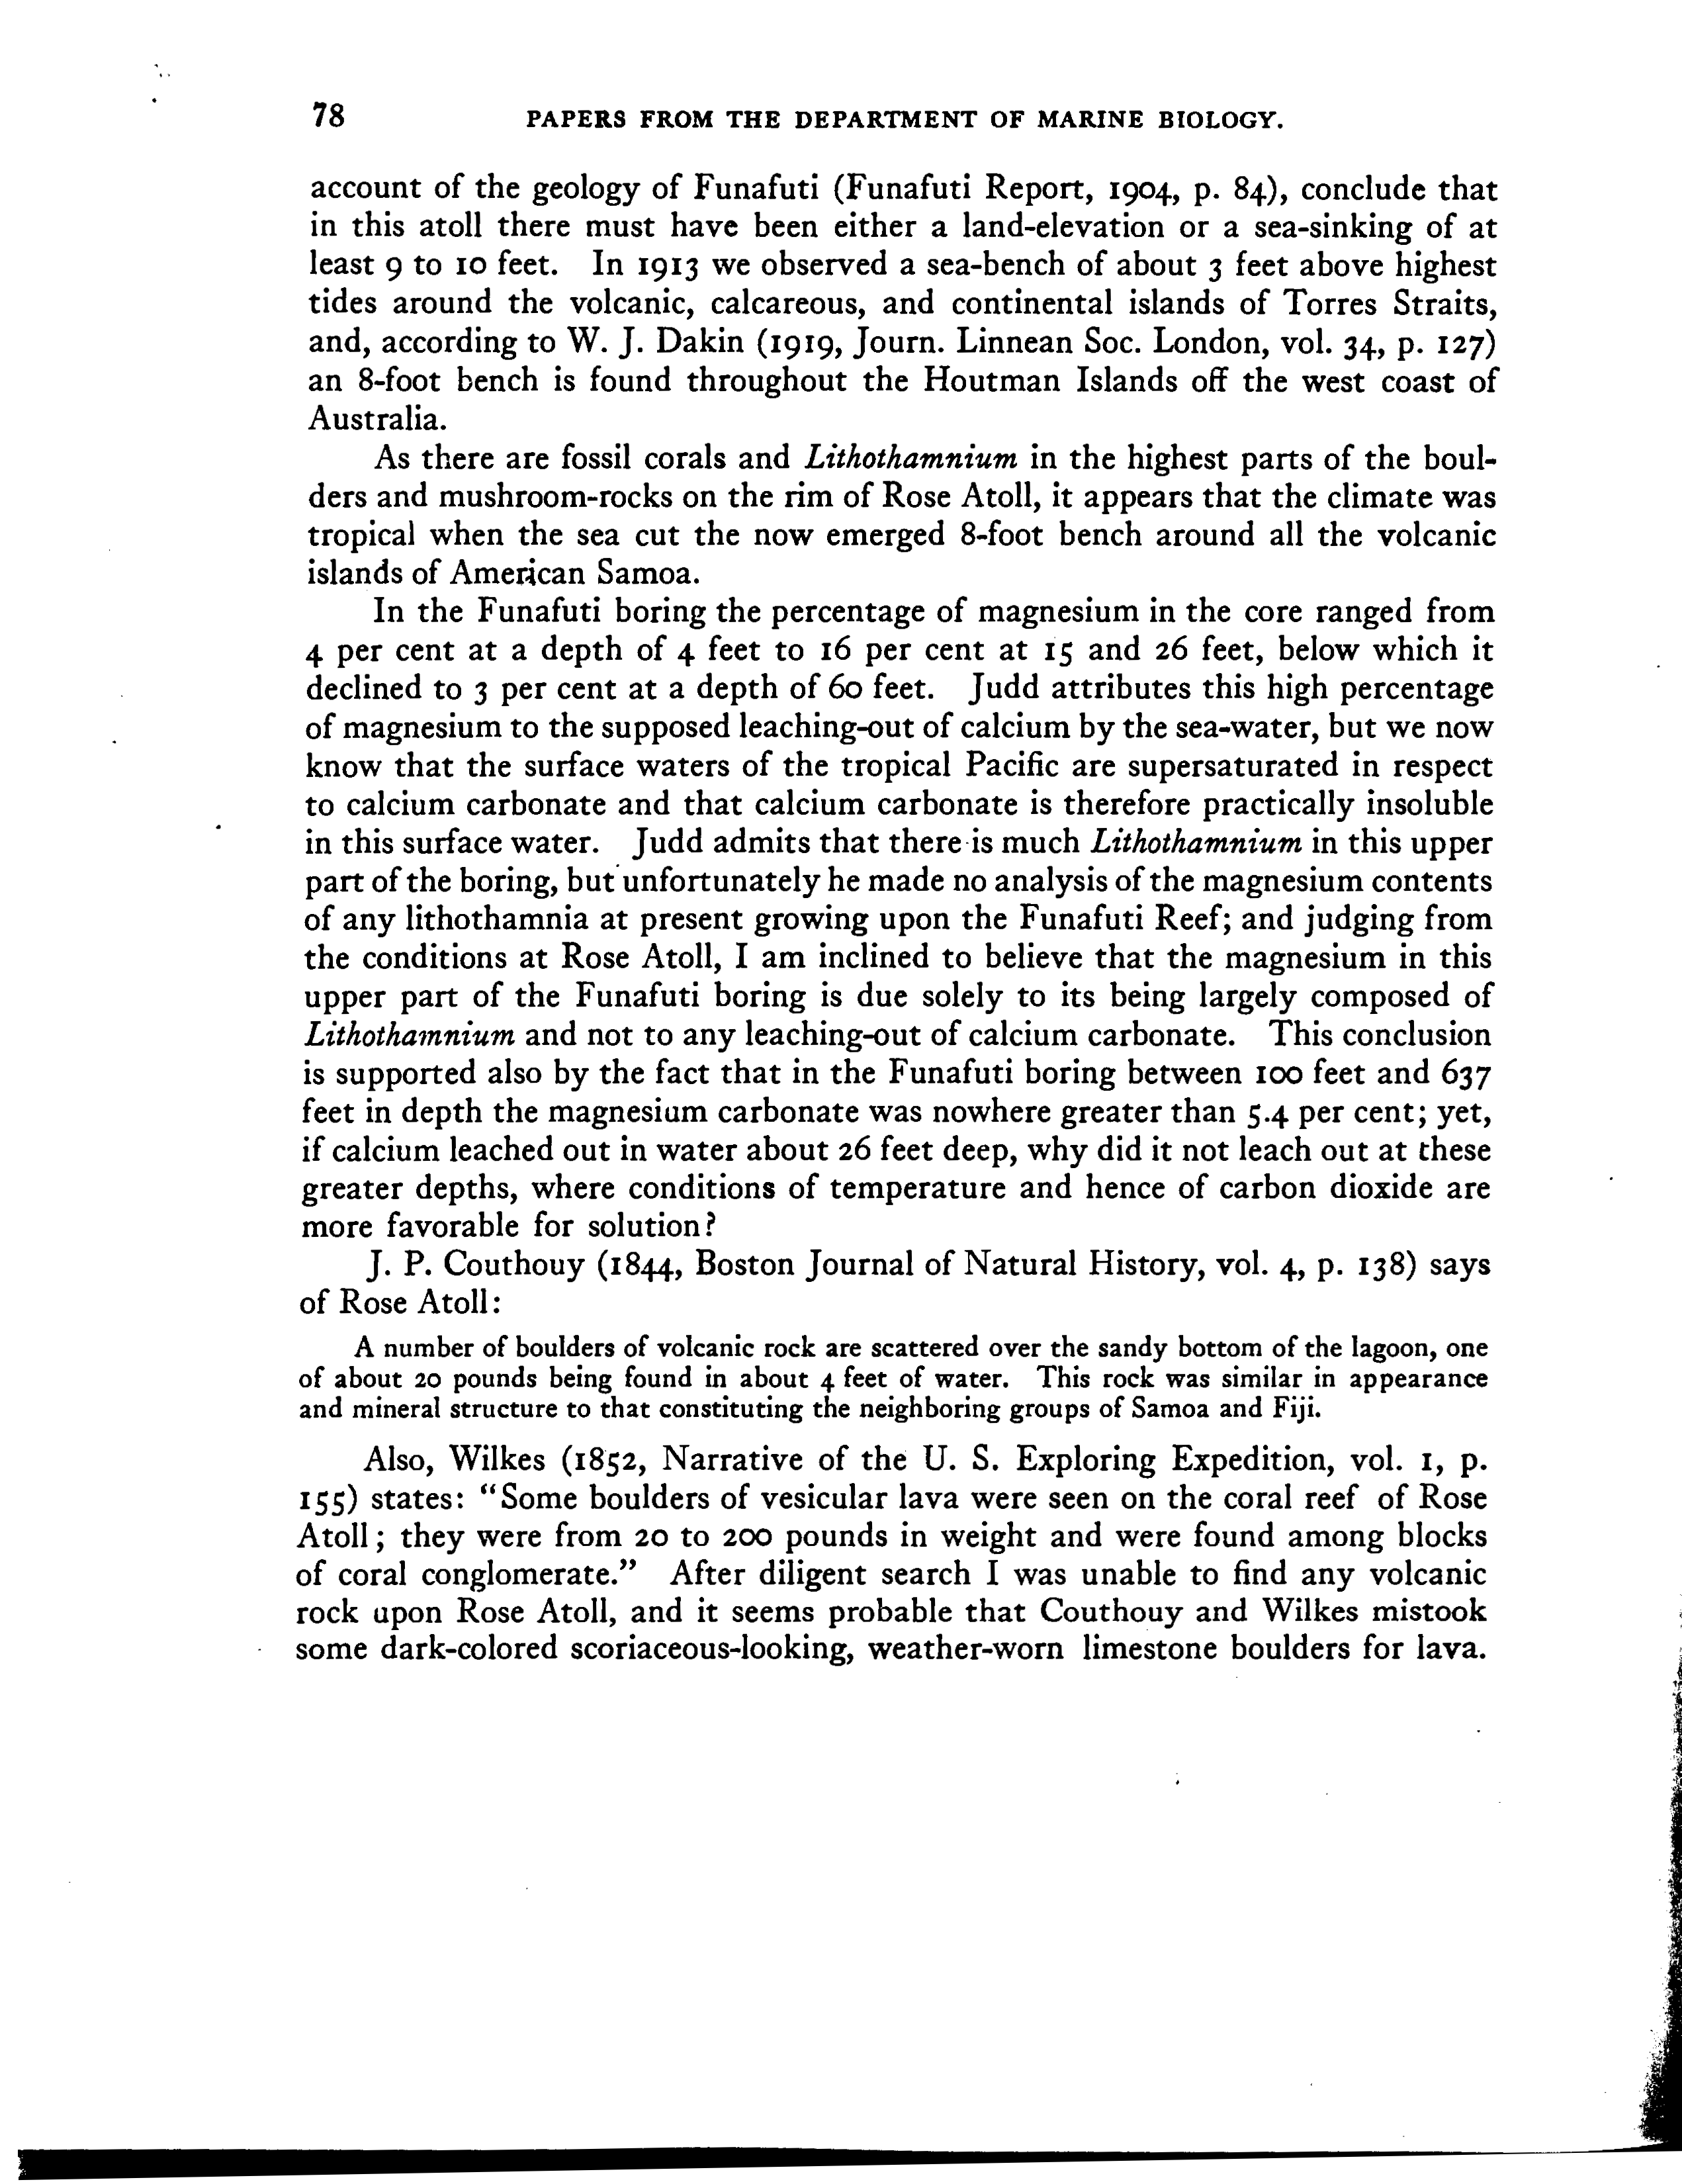 78 PAPERS FROM THE DEPARTMENT OF MARINE BIOLOGY.
account of the geology of Funafuti (Funafuti Report, 1904, p. 84), conclude that
in this atoll there must have been either a land-elevation or a sea-sinking of at
least 9 to 10 feet. In 1913 we observed a sea-bench of about 3 feet above highest
tides around the volcanic, calcareous, and continental islands of Torres Straits,
and, according to W. J. Dakin (1919, Journ. Linnean Soc. London, vol. 34, p. 127)
an 8-foot bench is found throughout the Houtman Islands off the west coast of
Australia.
As there are fossil corals and Lithothamnium in the highest parts of the boul-
ders and mushroom-rocks on the rim of Rose Atoll, it appears that the climate was
tropical when the sea cut the now emerged 8-foot bench around all the volcanic
islands of American Samoa.
In the Funafuti boring the percentage of magnesium in the core ranged from
4 per cent at a depth of 4 feet to 16 per cent at 15 and 26 feet, below which it
declined to 3 per cent at a depth of 60 feet. Judd attributes this high percentage
of magnesium to the supposed leaching-out of calcium by the sea-water, but we now
know that the surface waters of the tropical Pacific are supersaturated in respect
to calcium carbonate and that calcium carbonate is therefore practically insoluble
in this surface water. Judd admits that there is much Lithothamnium in this upper
part of the boring, but unfortunately he made no analysis of the magnesium contents
of any lithothamnia at present growing upon the Funafuti Reef; and judging from
the conditions at Rose Atoll, I am inclined to believe that the magnesium in this
upper part of the Funafuti boring is due solely to its being largely composed of
Lithothamnium and not to any leaching-out of calcium carbonate. This conclusion
is supported also by the fact that in the Funafuti boring between 100 feet and 637
feet in depth the magnesium carbonate was nowhere greater than 5.4 per cent; yet,
if calcium leached out in water about 26 feet deep, why did it not leach out at these
greater depths, where conditions of temperature and hence of carbon dioxide are
more favorable for solution?
J. P. Couthouy (1844, Boston Journal of Natural History, vol. 4, p. 138) says
of Rose Atoll:
A number of boulders of volcanic rock are scattered over the sandy bottom of the lagoon, one
of about 20 pounds being found in about 4 feet of water. This rock was similar in appearance
and mineral structure to that constituting the neighboring groups of Samoa and Fiji.
Also, Wilkes (1852, Narrative of the U. S. Exploring Expedition, vol. 1, p.
155) states: "Some boulders of vesicular lava were seen on the coral reef of Rose
Atoll; they were from 20 to 200 pounds in weight and were found among blocks
of coral conglomerate." After diligent search I was unable to find any volcanic
rock upon Rose Atoll, and it seems probable that Couthouy and Wilkes mistook
some dark-colored scoriaceous-looking, weather-worn limestone boulders for lava.